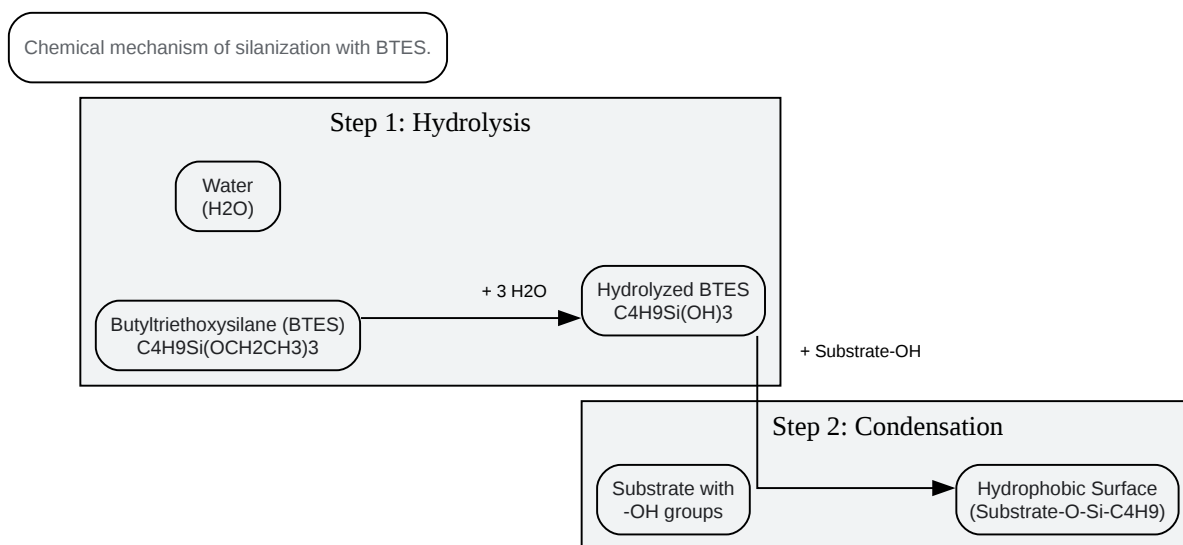 Chemical mechanism of silanization with BTES.
Step 1: Hydrolysis
Water
(H2O)
Butyltriethoxysilane (BTES)
C4H9Si(OCH2CH3)3
+ 3 H2O
Hydrolyzed BTES
C4H9Si(OH)3
+ Substrate-OH
Step 2: Condensation
Substrate with
-OH groups
Hydrophobic Surface
(Substrate-O-Si-C4H9)